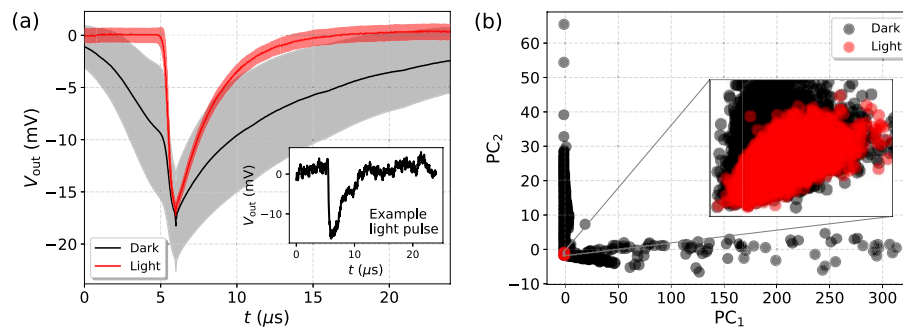 (a)
0
−5
−10
−15
−20
V_out (mV)
0
5
10
15
20
t (μs)
Dark
Light
0
−10
V_out (mV)
0
10
20
t (μs)
Example
light pulse
(b)
60
50
40
30
20
10
0
−10
PC_2
0
50
100
150
200
250
300
PC_1
Dark
Light